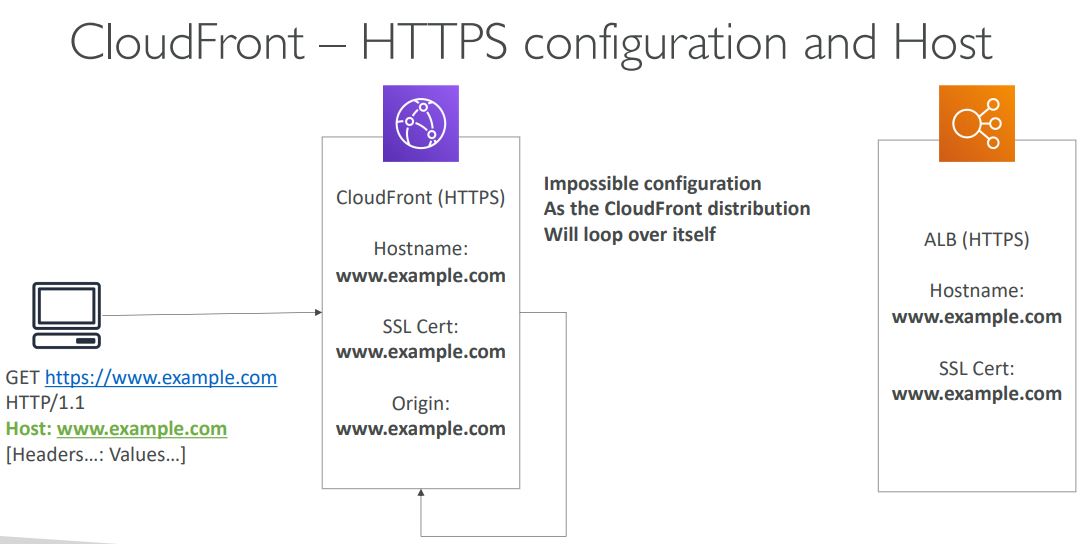 CloudFront – HTTPS configuration and Host
CloudFront (HTTPS)
Hostname:
www.example.com
SSL Cert:
www.example.com
Origin:
www.example.com
Impossible configuration
As the CloudFront distribution
Will loop over itself
ALB (HTTPS)
Hostname:
www.example.com
SSL Cert:
www.example.com
GET https://www.example.com
HTTP/1.1
Host: www.example.com
[Headers…: Values…]